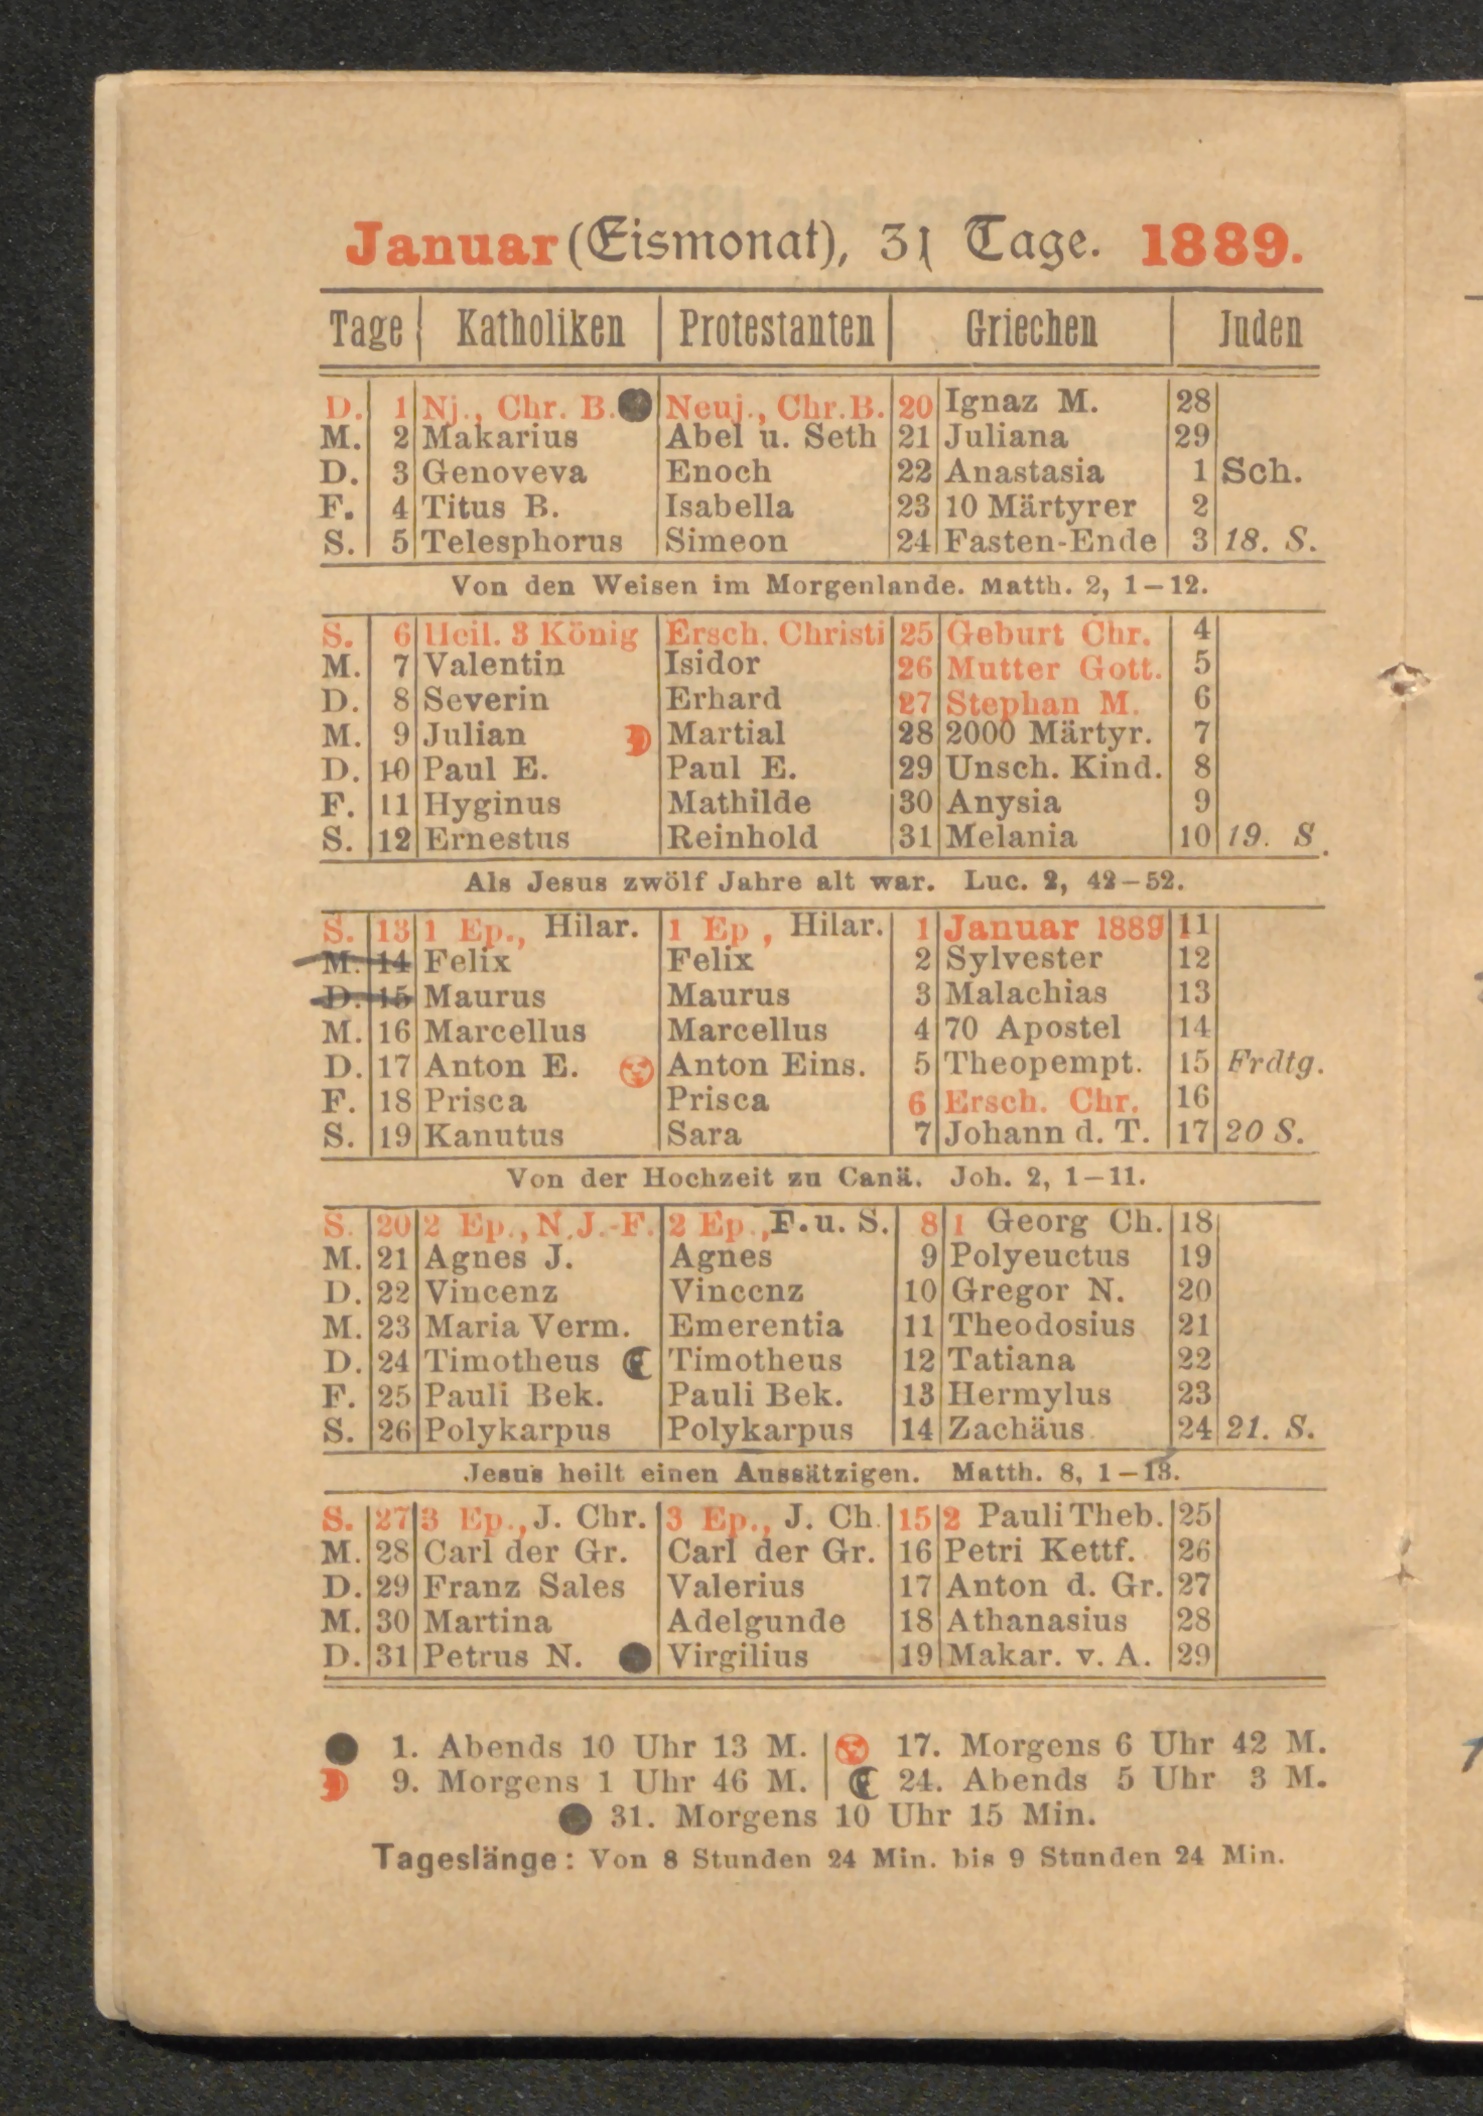 Januar (Eismonat), 31 Tage. 1889.
Tage Katholiken Protestanten Griechen Juden
D. 1 Nj., Chr. B. Neuj., Chr.B. 20 Ignaz M. 28
M. 2 Makarius Abel u. Seth 21 Juliana 29
D. 3 Genoveva Enoch 22 Anastasia 1 Sch.
F. 4 Titus B. Isabella 23 10 Märtyrer 2
S. 5 Telesphorus Simeon 24 Fasten-Ende 3 18. S.
Von den Weisen im Morgenlande. Matth. 2, 1–12.
S. 6 Heil. 3 König Ersch. Christi 25 Geburt Chr. 4
M. 7 Valentin Isidor 26 Mutter Gott. 5
D. 8 Severin Erhard 27 Stephan M. 6
M. 9 Julian Martial 28 2000 Märtyr. 7
D. 10 Paul E. Paul E. 29 Unsch. Kind. 8
F. 11 Hyginus Mathilde 30 Anysia 9
S. 12 Ernestus Reinhold 31 Melania 10 19. S.
Als Jesus zwölf Jahre alt war. Luc. 2, 42–52.
S. 13 1 Ep., Hilar. 1 Ep, Hilar. 1 Januar 1889 11
M. 14 Felix Felix 2 Sylvester 12
D. 15 Maurus Maurus 3 Malachias 13
M. 16 Marcellus Marcellus 4 70 Apostel 14
D. 17 Anton E. Anton Eins. 5 Theopempt. 15 Frdtg.
F. 18 Prisca Prisca 6 Ersch. Chr. 16
S. 19 Kanutus Sara 7 Johann d. T. 17 20 S.
Von der Hochzeit zu Canä. Joh. 2, 1–11.
S. 20 2 Ep., N.J.-F. 2 Ep., F. u. S. 8 1 Georg Ch. 18
M. 21 Agnes J. Agnes 9 Polyeuctus 19
D. 22 Vincenz Vincenz 10 Gregor N. 20
M. 23 Maria Verm. Emerentia 11 Theodosius 21
D. 24 Timotheus Timotheus 12 Tatiana 22
F. 25 Pauli Bek. Pauli Bek. 13 Hermylus 23
S. 26 Polykarpus Polykarpus 14 Zachäus 24 21. S.
Jesus heilt einen Aussätzigen. Matth. 8, 1–13.
S. 27 3 Ep., J. Chr. 3 Ep., J. Ch. 15 2 Pauli Theb. 25
M. 28 Carl der Gr. Carl der Gr. 16 Petri Kettf. 26
D. 29 Franz Sales Valerius 17 Anton d. Gr. 27
M. 30 Martina Adelgunde 18 Athanasius 28
D. 31 Petrus N. Virgilius 19 Makar. v. A. 29
1. Abends 10 Uhr 13 M. 17. Morgens 6 Uhr 42 M.
9. Morgens 1 Uhr 46 M. 24. Abends 5 Uhr 3 M.
31. Morgens 10 Uhr 15 Min.
Tageslänge: Von 8 Stunden 24 Min. bis 9 Stunden 24 Min.